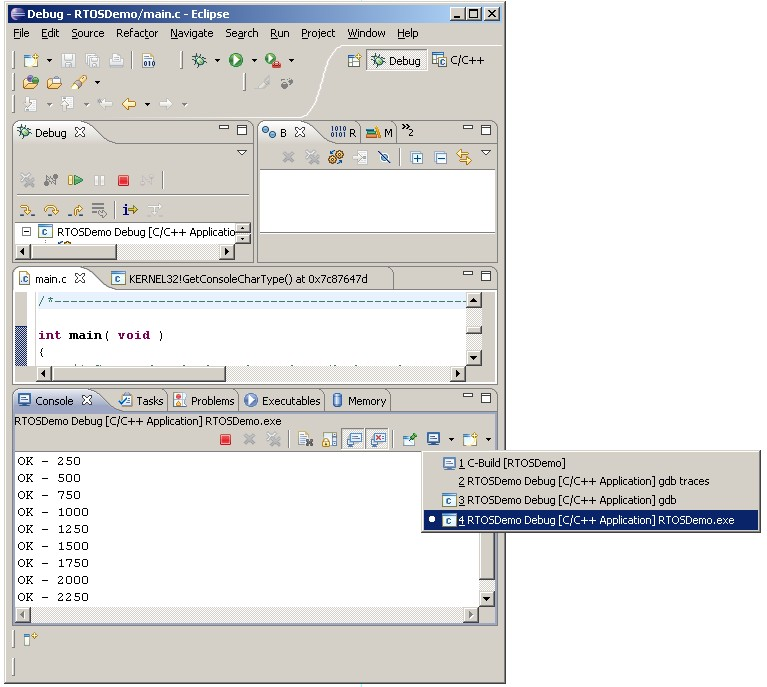 Debug - RTOSDemo/main.c - Eclipse
File Edit Source Refactor Navigate Search Run Project Window Help
010
Debug C/C++
Debug B 1010 0101 R M »2
i
RTOSDemo Debug [C/C++ Applicatio
main.c KERNEL32!GetConsoleCharType() at 0x7c87647d
/*-----------------------------------------------------------
int main( void )
{
Console Tasks Problems Executables Memory
RTOSDemo Debug [C/C++ Application] RTOSDemo.exe
OK - 250
OK - 500
OK - 750
OK - 1000
OK - 1250
OK - 1500
OK - 1750
OK - 2000
OK - 2250
1 C-Build [RTOSDemo]
2 RTOSDemo Debug [C/C++ Application] gdb traces
3 RTOSDemo Debug [C/C++ Application] gdb
4 RTOSDemo Debug [C/C++ Application] RTOSDemo.exe